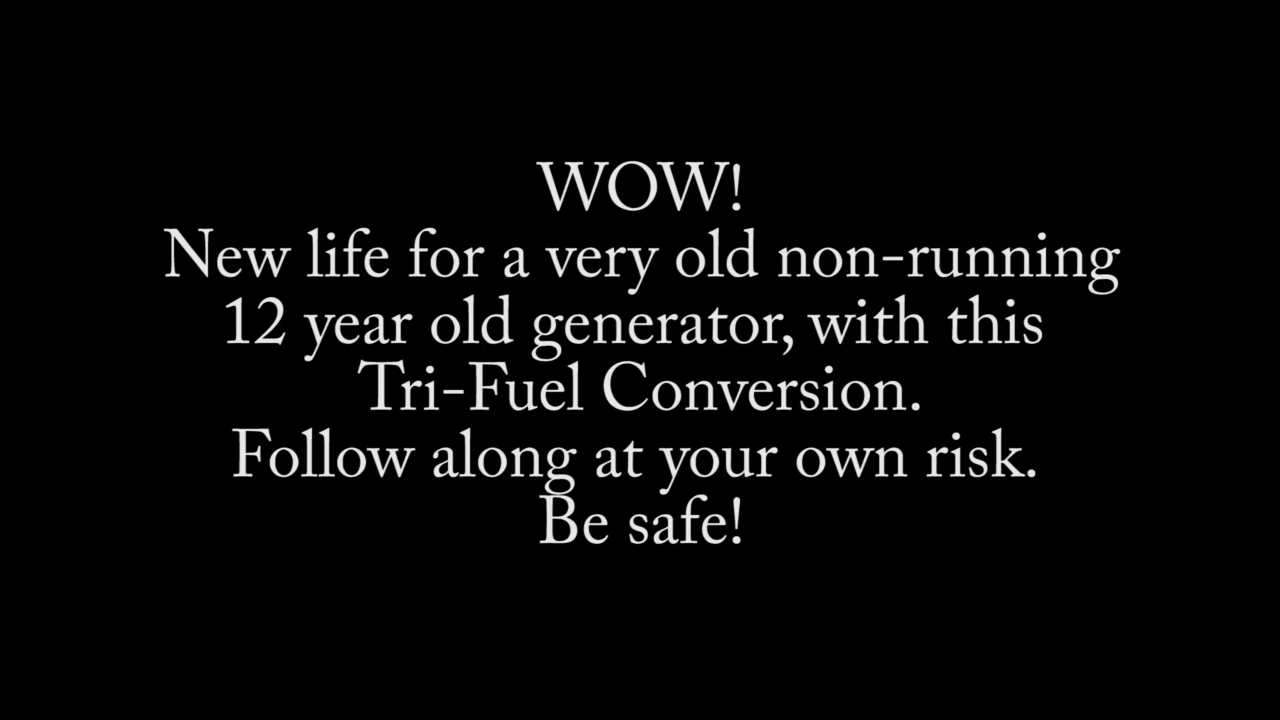 WOW!
New life for a very old non-running
12 year old generator, with this
Tri-Fuel Conversion.
Follow along at your own risk.
Be safe!